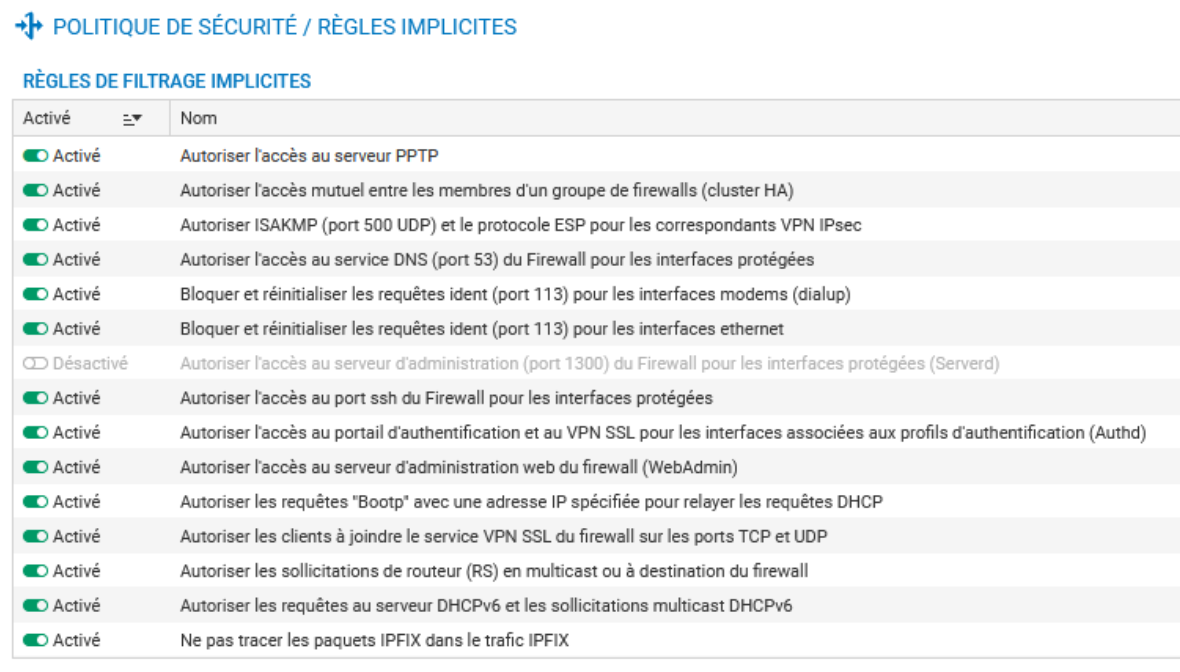 POLITIQUE DE SÉCURITÉ / RÈGLES IMPLICITES
RÈGLES DE FILTRAGE IMPLICITES
Activé Nom
Activé Autoriser l'accès au serveur PPTP
Activé Autoriser l'accès mutuel entre les membres d'un groupe de firewalls (cluster HA)
Activé Autoriser ISAKMP (port 500 UDP) et le protocole ESP pour les correspondants VPN IPsec
Activé Autoriser l'accès au service DNS (port 53) du Firewall pour les interfaces protégées
Activé Bloquer et réinitialiser les requêtes ident (port 113) pour les interfaces modems (dialup)
Activé Bloquer et réinitialiser les requêtes ident (port 113) pour les interfaces ethernet
Désactivé Autoriser l'accès au serveur d'administration (port 1300) du Firewall pour les interfaces protégées (Serverd)
Activé Autoriser l'accès au port ssh du Firewall pour les interfaces protégées
Activé Autoriser l'accès au portail d'authentification et au VPN SSL pour les interfaces associées aux profils d'authentification (Authd)
Activé Autoriser l'accès au serveur d'administration web du firewall (WebAdmin)
Activé Autoriser les requêtes "Bootp" avec une adresse IP spécifiée pour relayer les requêtes DHCP
Activé Autoriser les clients à joindre le service VPN SSL du firewall sur les ports TCP et UDP
Activé Autoriser les sollicitations de routeur (RS) en multicast ou à destination du firewall
Activé Autoriser les requêtes au serveur DHCPv6 et les sollicitations multicast DHCPv6
Activé Ne pas tracer les paquets IPFIX dans le trafic IPFIX